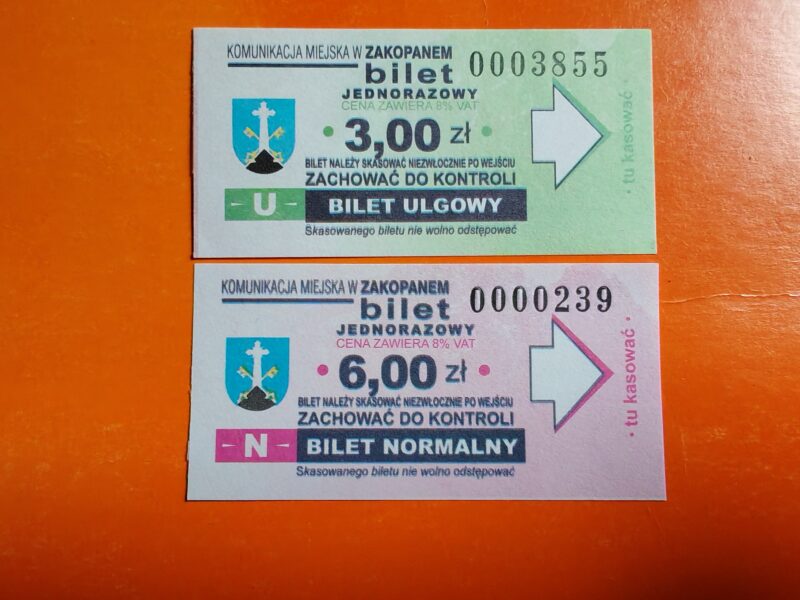 KOMUNIKACJA MIEJSKA W ZAKOPANEM
bilet 0003855
JEDNORAZOWY
CENA ZAWIERA 8% VAT
• 3,00 zł •
BILET NALEŻY SKASOWAĆ NIEZWŁOCZNIE PO WEJŚCIU
ZACHOWAĆ DO KONTROLI
- U - BILET ULGOWY
Skasowanego biletu nie wolno odstępować
• tu kasować •
KOMUNIKACJA MIEJSKA W ZAKOPANEM
bilet 0000239
JEDNORAZOWY
CENA ZAWIERA 8% VAT
• 6,00 zł •
BILET NALEŻY SKASOWAĆ NIEZWŁOCZNIE PO WEJŚCIU
ZACHOWAĆ DO KONTROLI
- N - BILET NORMALNY
Skasowanego biletu nie wolno odstępować
• tu kasować •